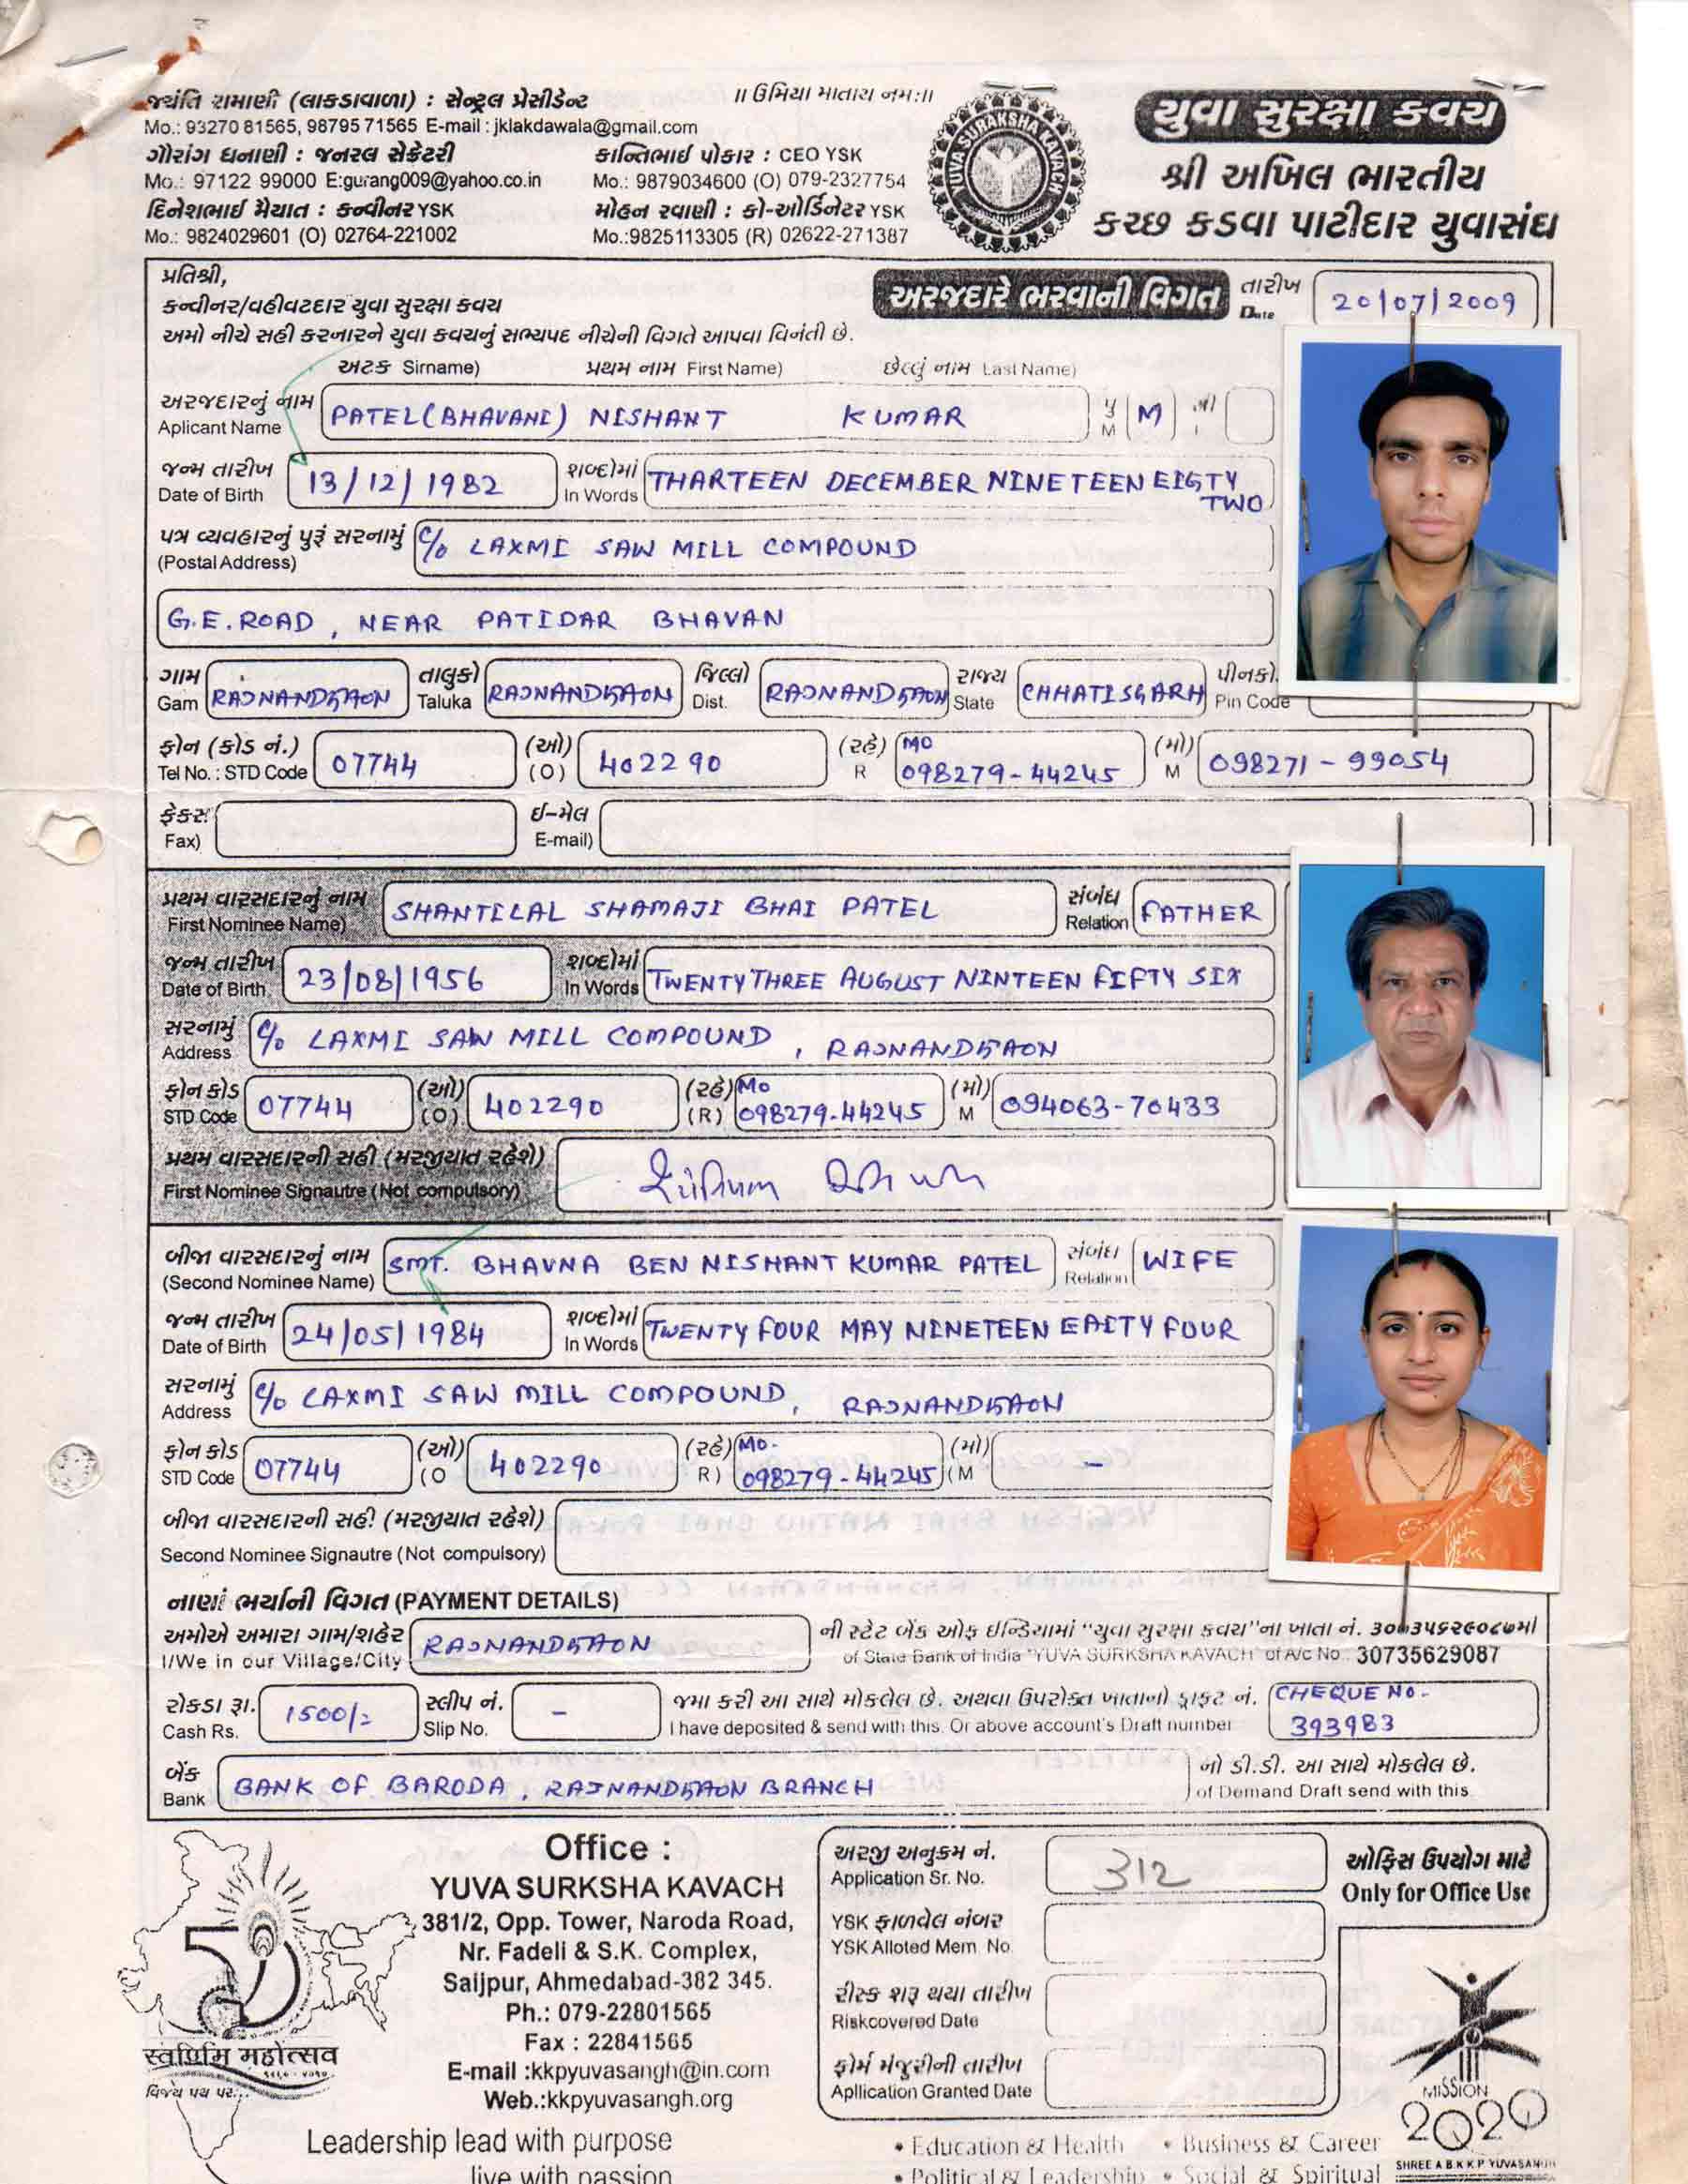 જયંતિ રામાણી (લાકડાવાળા) : સેન્ટ્રલ પ્રેસીડેન્ટ
Mo.: 93270 81565, 98795 71565 E-mail : jklakdawala@gmail.com
ગૌરાંગ ધનાણી : જનરલ સેક્રેટરી
Mo.: 97122 99000 E:gurang009@yahoo.co.in
દિનેશભાઈ મૈયાત : કન્વીનર YSK
Mo.: 9824029601 (O) 02764-221002
॥ ઉમિયા માતાય નમ:॥
કાન્તિભાઈ પોકાર : CEO YSK
Mo.: 9879034600 (O) 079-2327754
મોહન રવાણી : કો-ઓર્ડિનેટર YSK
Mo.:9825113305 (R) 02622-271387
YUVA SURAKSHA KAVACH
યુવા સુરક્ષા કવચ
શ્રી અખિલ ભારતીય
કચ્છ કડવા પાટીદાર યુવાસંઘ
પ્રતિશ્રી,
કન્વીનર/વહીવટદાર યુવા સુરક્ષા કવચ
અરજદારે ભરવાની વિગત
તારીખ Date 20/07/2009
અમો નીચે સહી કરનારને યુવા કવચનું સભ્યપદ નીચેની વિગતે આપવા વિનંતી છે.
અટક Sirname) પ્રથમ નામ First Name) છેલ્લું નામ Last Name)
અરજદારનું નામ Aplicant Name PATEL(BHAVANI) NISHANT KUMAR પુ M M
જન્મ તારીખ Date of Birth 13/12/1982 શબ્દોમાં In Words THARTEEN DECEMBER NINETEEN EIGTY TWO
પત્ર વ્યવહારનું પુરૂં સરનામું (Postal Address) C/o LAXMI SAW MILL COMPOUND
G.E. ROAD, NEAR PATIDAR BHAVAN
ગામ Gam RAJNANDGAON તાલુકો Taluka RAJNANDGAON જિલ્લો Dist. RAJNANDGAON રાજ્ય State CHHATISGARH પીનકો. Pin Code
ફોન (કોડ નં.) Tel No. : STD Code 07744 (ઓ) (O) 402290 (રહે) R MO 098279-44245 (મો) M 098271-99054
ફેકસ: Fax) ઈ-મેલ E-mail)
પ્રથમ વારસદારનું નામ First Nominee Name) SHANTILAL SHAMAJI BHAI PATEL સંબંધ Relation FATHER
જન્મ તારીખ Date of Birth 23/08/1956 શબ્દોમાં In Words TWENTY THREE AUGUST NINTEEN FIFTY SIX
સરનામું Address C/o LAXMI SAW MILL COMPOUND, RAJNANDGAON
ફોન કોડ STD Code 07744 (ઓ) (O) 402290 (રહે) (R) Mo 098279-44245 (મો) M 094063-70433
પ્રથમ વારસદારની સહી (મરજીયાત રહેશે)
First Nominee Signautre (Not compulsory)
બીજા વારસદારનું નામ (Second Nominee Name) SMT. BHAVNA BEN NISHANT KUMAR PATEL સંબંધ Relation WIFE
જન્મ તારીખ Date of Birth 24/05/1984 શબ્દોમાં In Words TWENTY FOUR MAY NINETEEN EAITY FOUR
સરનામું Address C/o LAXMI SAW MILL COMPOUND, RAJNANDGAON
ફોન કોડ STD Code 07744 (ઓ) (O 402290 (રહે) R) Mo. 098279-44245 (મો) (M -
બીજા વારસદારની સહી (મરજીયાત રહેશે)
Second Nominee Signautre (Not compulsory)
નાણાં ભર્યાની વિગત (PAYMENT DETAILS)
અમોએ અમારા ગામ/શહેર I/We in our Village/City RAJNANDGAON ની સ્ટેટ બેંક ઓફ ઈન્ડિયામાં "યુવા સુરક્ષા કવચ"ના ખાતા નં. ૩૦૭૩૫૬૨૯૦૮૭માં
of State Bank of India "YUVA SURKSHA KAVACH" of A/c No : 30735629087
રોકડા રૂા. Cash Rs. 1500/= સ્લીપ નં. Slip No. - જમા કરી આ સાથે મોકલેલ છે. અથવા ઉપરોક્ત ખાતાનો ડ્રાફટ નં. CHEQUE NO.-
I have deposited & send with this. Or above account's Draft number 393983
બેંક Bank BANK OF BARODA, RAJNANDGAON BRANCH નો ડી.ડી. આ સાથે મોકલેલ છે.
of Demand Draft send with this
50
स्वर्णिम महोत्सव
વિજય પથ પર...
Office :
YUVA SURKSHA KAVACH
381/2, Opp. Tower, Naroda Road,
Nr. Fadeli & S.K. Complex,
Saijpur, Ahmedabad-382 345.
Ph.: 079-22801565
Fax : 22841565
E-mail :kkpyuvasangh@in.com
Web.:kkpyuvasangh.org
અરજી અનુક્રમ નં.
Application Sr. No. 312
YSK ફાળવેલ નંબર
YSK Alloted Mem. No
રીસ્ક શરૂ થયા તારીખ
Riskcovered Date
ફોર્મ મંજુરીની તારીખ
Apllication Granted Date
ઓફિસ ઉપયોગ માટે
Only for Office Use
MISSION
2020
SHREE A B K K P YUVASANGH
Leadership lead with purpose
live with passion
• Education & Health • Business & Career
• Political & Leadership • Social & Spiritual